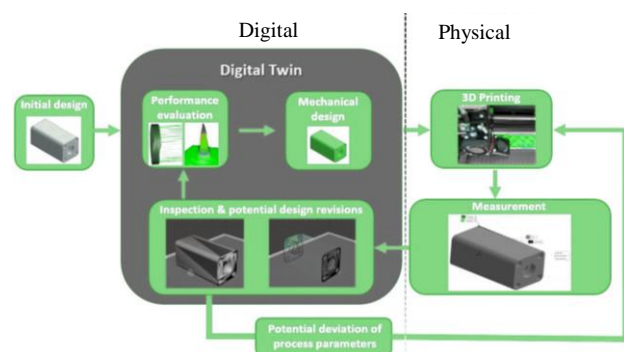 Digital
Physical
Digital Twin
Initial design
Performance
evaluation
Mechanical
design
3D Printing
Inspection & potential design revisions
Measurement
Potential deviation of
process parameters